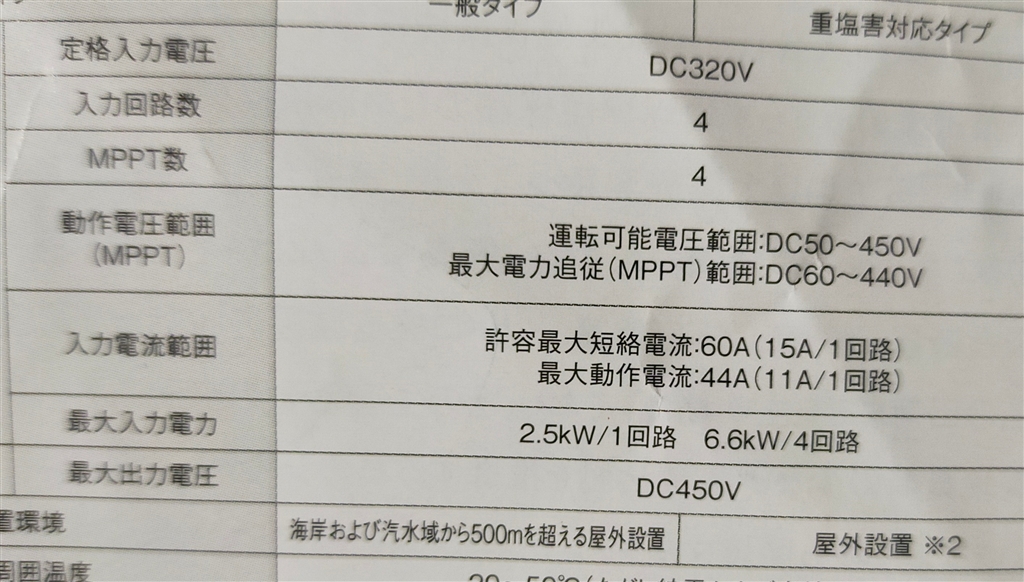 一般タイプ
重塩害対応タイプ
定格入力電圧
DC320V
入力回路数
4
MPPT数
4
動作電圧範囲
(MPPT)
運転可能電圧範囲:DC50〜450V
最大電力追従(MPPT)範囲:DC60〜440V
入力電流範囲
許容最大短絡電流:60A(15A/1回路)
最大動作電流:44A(11A/1回路)
最大入力電力
2.5kW/1回路 6.6kW/4回路
最大出力電圧
DC450V
置環境
海岸および汽水域から500mを超える屋外設置
屋外設置 ※2
周囲温度